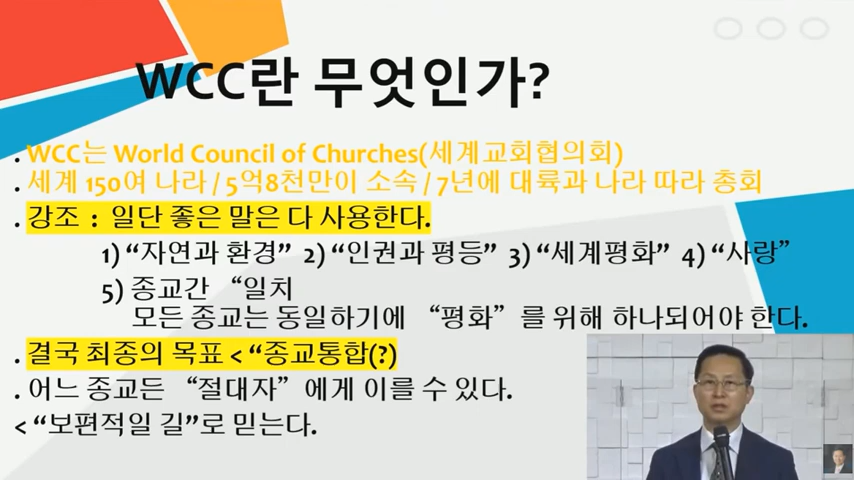 WCC란 무엇인가?
. WCC는 World Council of Churches(세계교회협의회)
. 세계 150여 나라 / 5억8천만이 소속 / 7년에 대륙과 나라 따라 총회
. 강조 : 일단 좋은 말은 다 사용한다.
1) “자연과 환경” 2) “인권과 평등” 3) “세계평화” 4) “사랑”
5) 종교간 “일치
모든 종교는 동일하기에 “평화”를 위해 하나되어야 한다.
. 결국 최종의 목표 < “종교통합(?)
. 어느 종교든 “절대자”에게 이를 수 있다.
< “보편적일 길”로 믿는다.